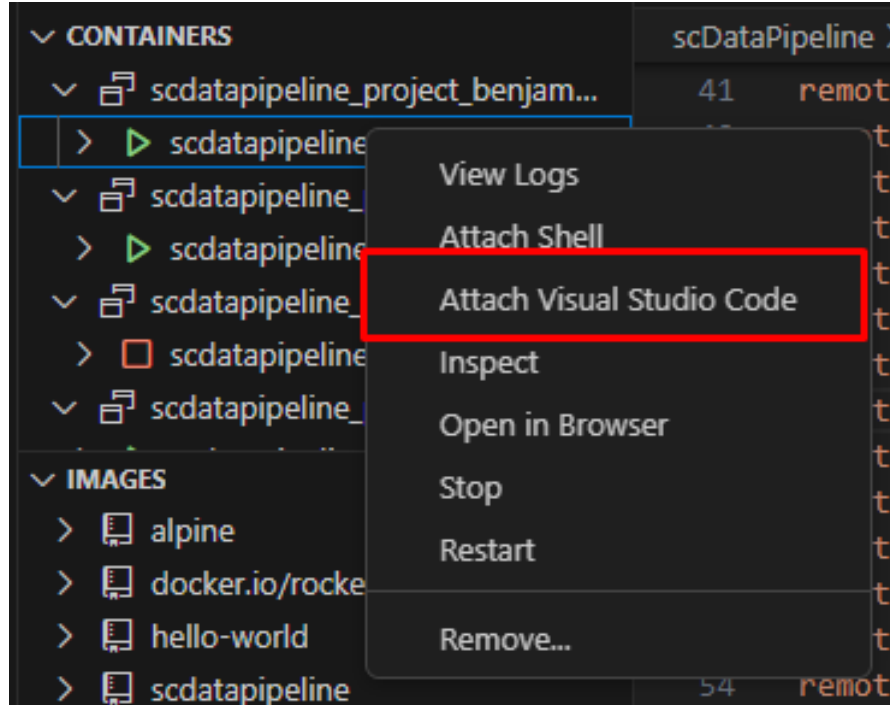 CONTAINERS
scdatapipeline_project_benjam...
scdatapipeline
scdatapipeline_
scdatapipeline
scdatapipeline_
scdatapipeline
scdatapipeline_
IMAGES
alpine
docker.io/rocke
hello-world
scdatapipeline
View Logs
Attach Shell
Attach Visual Studio Code
Inspect
Open in Browser
Stop
Restart
Remove...
scDataPipeline
41 remot
t
t
t
t
t
t
t
t
t
t
t
t
54 remot